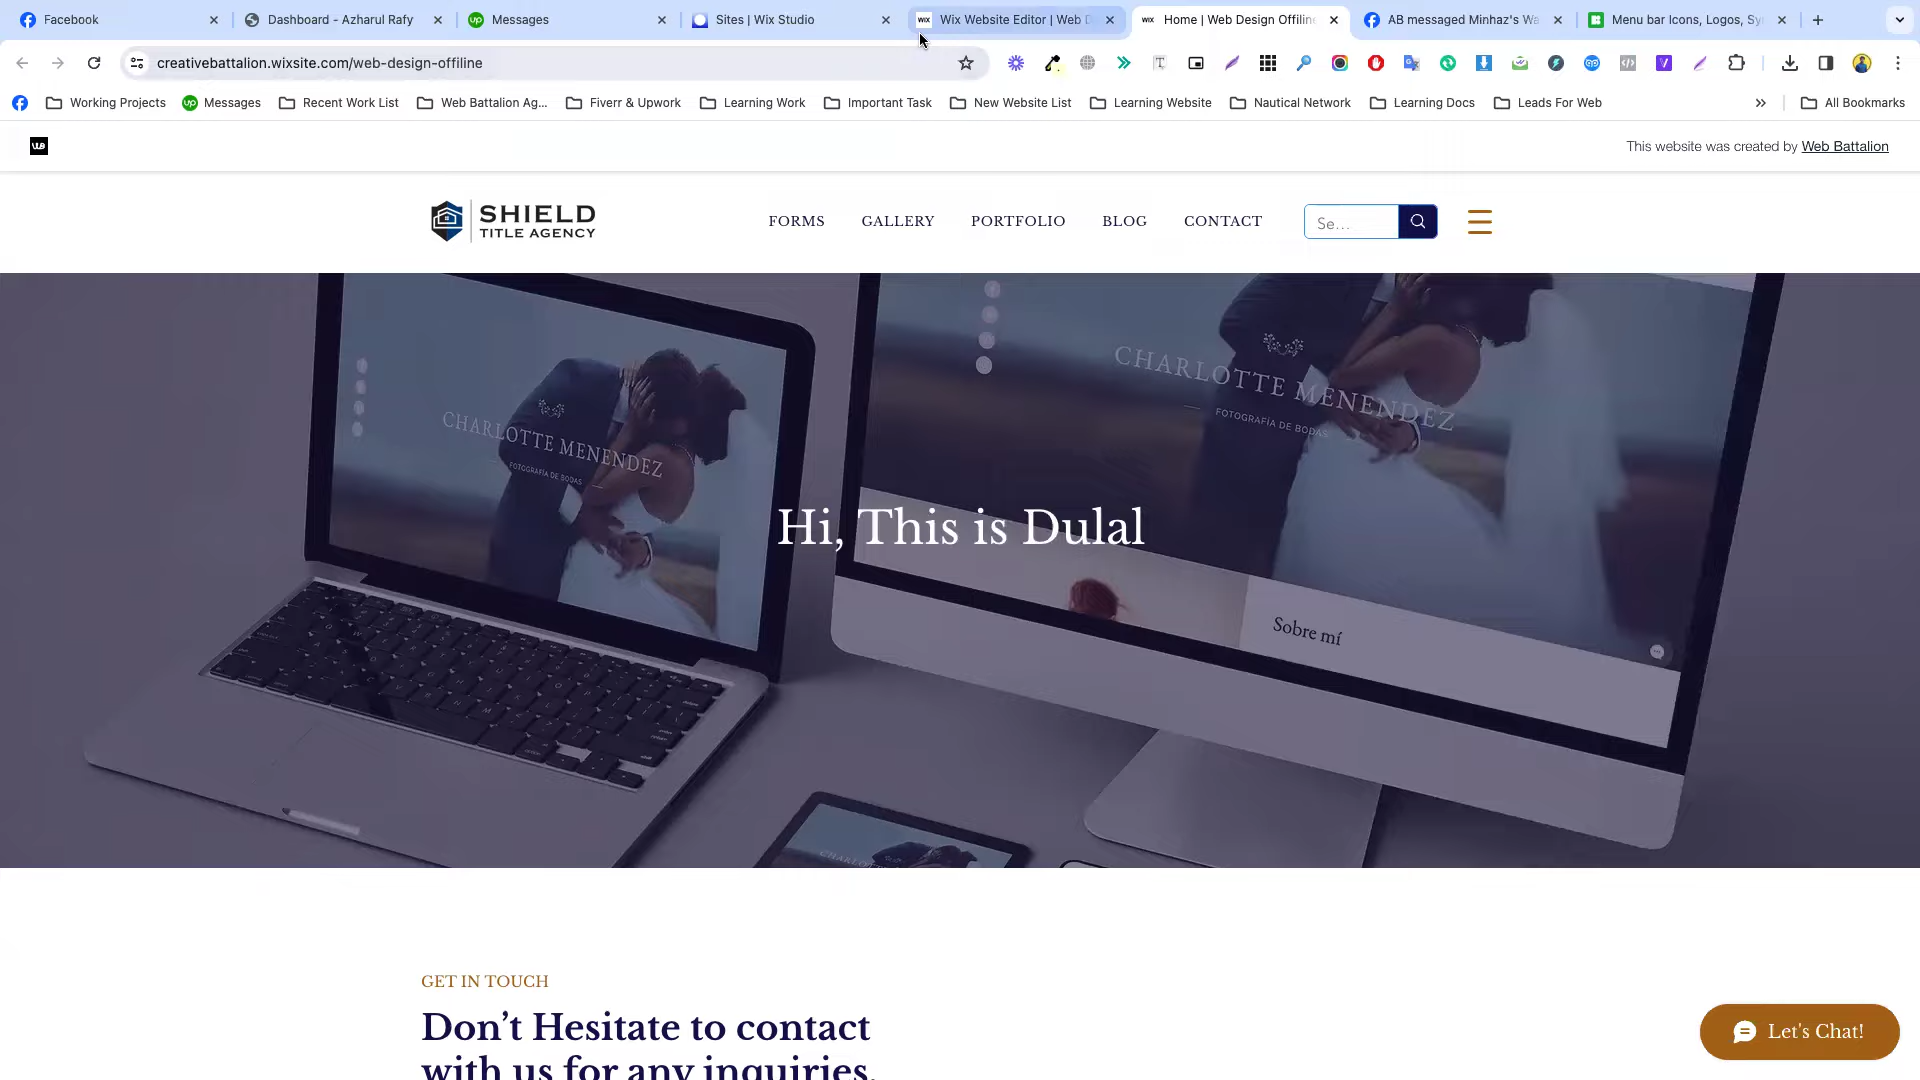 Facebook
Dashboard - Azharul Rafy
Messages
Sites | Wix Studio
Wix Website Editor | Web D
Home | Web Design Offiline
AB messaged Minhaz's Wa
Menu bar Icons, Logos, Sy
creativebattalion.wixsite.com/web-design-offiline
Working Projects
Messages
Recent Work List
Web Battalion Ag...
Fiverr & Upwork
Learning Work
Important Task
New Website List
Learning Website
Nautical Network
Learning Docs
Leads For Web
All Bookmarks
This website was created by Web Battalion
SHIELD
TITLE AGENCY
FORMS
GALLERY
PORTFOLIO
BLOG
CONTACT
Se...
CHARLOTTE MENENDEZ
FOTOGRAFÍA DE BODAS
CHARLOTTE MENENDEZ
FOTOGRAFÍA DE BODAS
Hi, This is Dulal
Sobre mí
GET IN TOUCH
Don’t Hesitate to contact
with us for any inquiries.
Let's Chat!